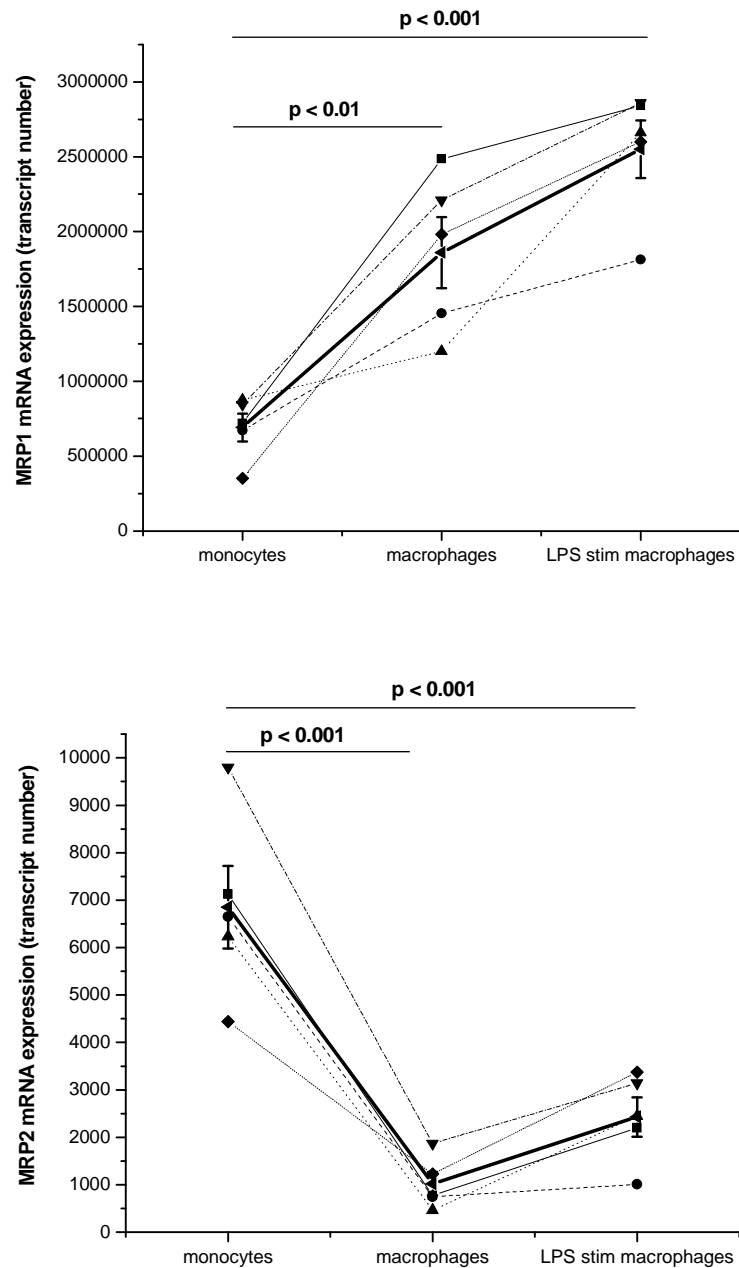 p < 0.001
p < 0.01
MRP1 mRNA expression (transcript number)
3000000
2500000
2000000
1500000
1000000
500000
0
monocytes
macrophages
LPS stim macrophages
p < 0.001
p < 0.001
MRP2 mRNA expression (transcript number)
10000
9000
8000
7000
6000
5000
4000
3000
2000
1000
0
monocytes
macrophages
LPS stim macrophages